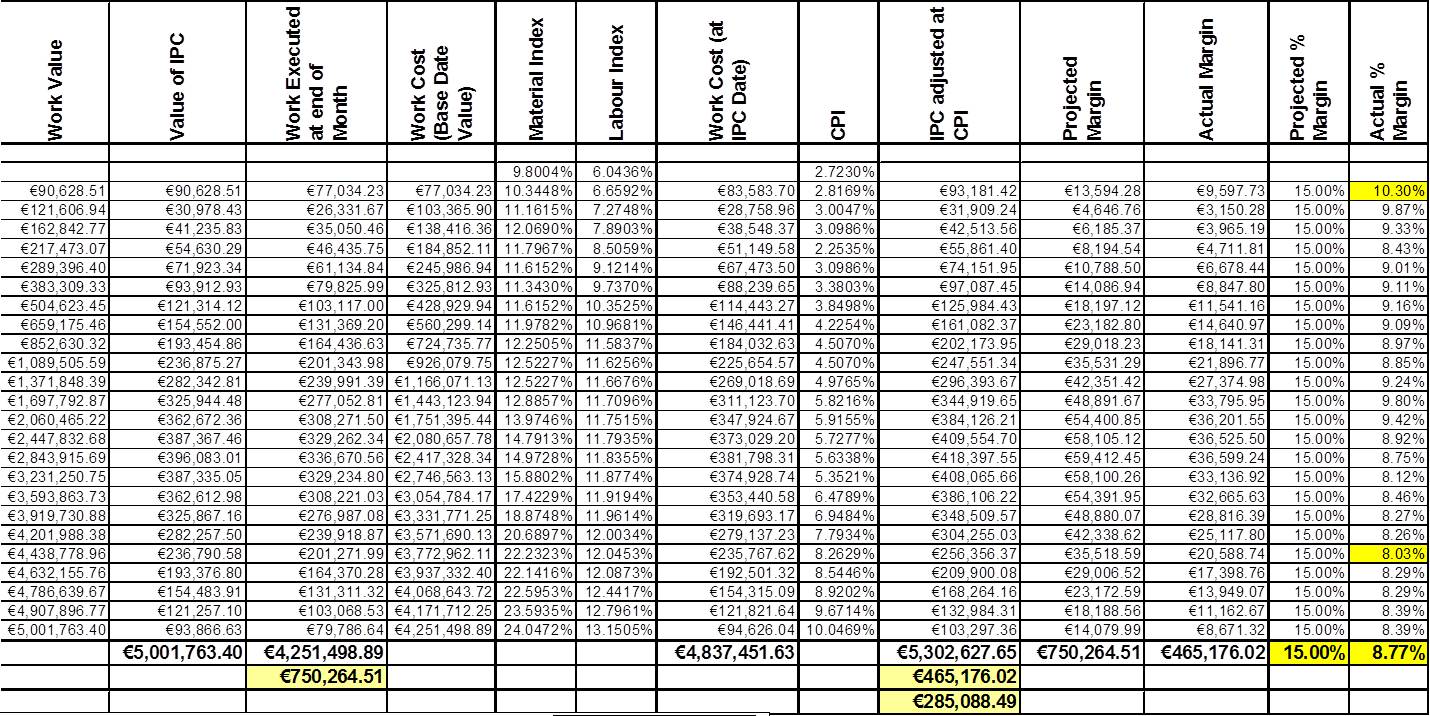 Work Value | Value of IPC | Work Executed at end of Month | Work Cost (Base Date Value) | Material Index | Labour Index | Work Cost (at IPC Date) | CPI | IPC adjusted at CPI | Projected Margin | Actual Margin | Projected % Margin | Actual % Margin
9.8004% 6.0436% 2.7230%
€90,628.51 €90,628.51 €77,034.23 €77,034.23 10.3448% 6.6592% €83,583.70 2.8169% €93,181.42 €13,594.28 €9,597.73 15.00% 10.30%
€121,606.94 €30,978.43 €26,331.67 €103,365.90 11.1615% 7.2748% €28,758.96 3.0047% €31,909.24 €4,646.76 €3,150.28 15.00% 9.87%
€162,842.77 €41,235.83 €35,050.46 €138,416.36 12.0690% 7.8903% €38,548.37 3.0986% €42,513.56 €6,185.37 €3,965.19 15.00% 9.33%
€217,473.07 €54,630.29 €46,435.75 €184,852.11 11.7967% 8.5059% €51,149.58 2.2535% €55,861.40 €8,194.54 €4,711.81 15.00% 8.43%
€289,396.40 €71,923.34 €61,134.84 €245,986.94 11.6152% 9.1214% €67,473.50 3.0986% €74,151.95 €10,788.50 €6,678.44 15.00% 9.01%
€383,309.33 €93,912.93 €79,825.99 €325,812.93 11.3430% 9.7370% €88,239.65 3.3803% €97,087.45 €14,086.94 €8,847.80 15.00% 9.11%
€504,623.45 €121,314.12 €103,117.00 €428,929.94 11.6152% 10.3525% €114,443.27 3.8498% €125,984.43 €18,197.12 €11,541.16 15.00% 9.16%
€659,175.46 €154,552.00 €131,369.20 €560,299.14 11.9782% 10.9681% €146,441.41 4.2254% €161,082.37 €23,182.80 €14,640.97 15.00% 9.09%
€852,630.32 €193,454.86 €164,436.63 €724,735.77 12.2505% 11.5837% €184,032.63 4.5070% €202,173.95 €29,018.23 €18,141.31 15.00% 8.97%
€1,089,505.59 €236,875.27 €201,343.98 €926,079.75 12.5227% 11.6256% €225,654.57 4.5070% €247,551.34 €35,531.29 €21,896.77 15.00% 8.85%
€1,371,848.39 €282,342.81 €239,991.39 €1,166,071.13 12.5227% 11.6676% €269,018.69 4.9765% €296,393.67 €42,351.42 €27,374.98 15.00% 9.24%
€1,697,792.87 €325,944.48 €277,052.81 €1,443,123.94 12.8857% 11.7096% €311,123.70 5.8216% €344,919.65 €48,891.67 €33,795.95 15.00% 9.80%
€2,060,465.22 €362,672.36 €308,271.50 €1,751,395.44 13.9746% 11.7515% €347,924.67 5.9155% €384,126.21 €54,400.85 €36,201.55 15.00% 9.42%
€2,447,832.68 €387,367.46 €329,262.34 €2,080,657.78 14.7913% 11.7935% €373,029.20 5.7277% €409,554.70 €58,105.12 €36,525.50 15.00% 8.92%
€2,843,915.69 €396,083.01 €336,670.56 €2,417,328.34 14.9728% 11.8355% €381,798.31 5.6338% €418,397.55 €59,412.45 €36,599.24 15.00% 8.75%
€3,231,250.75 €387,335.05 €329,234.80 €2,746,563.13 15.8802% 11.8774% €374,928.74 5.3521% €408,065.66 €58,100.26 €33,136.92 15.00% 8.12%
€3,593,863.73 €362,612.98 €308,221.03 €3,054,784.17 17.4229% 11.9194% €353,440.58 6.4789% €386,106.22 €54,391.95 €32,665.63 15.00% 8.46%
€3,919,730.88 €325,867.16 €276,987.08 €3,331,771.25 18.8748% 11.9614% €319,693.17 6.9484% €348,509.57 €48,880.07 €28,816.39 15.00% 8.27%
€4,201,988.38 €282,257.50 €239,918.87 €3,571,690.13 20.6897% 12.0034% €279,137.23 7.7934% €304,255.03 €42,338.62 €25,117.80 15.00% 8.26%
€4,438,778.96 €236,790.58 €201,271.99 €3,772,962.11 22.2323% 12.0453% €235,767.62 8.2629% €256,356.37 €35,518.59 €20,588.74 15.00% 8.03%
€4,632,155.76 €193,376.80 €164,370.28 €3,937,332.40 22.1416% 12.0873% €192,501.32 8.5446% €209,900.08 €29,006.52 €17,398.76 15.00% 8.29%
€4,786,639.67 €154,483.91 €131,311.32 €4,068,643.72 22.5953% 12.4417% €154,315.09 8.9202% €168,264.16 €23,172.59 €13,949.07 15.00% 8.29%
€4,907,896.77 €121,257.10 €103,068.53 €4,171,712.25 23.5935% 12.7961% €121,821.64 9.6714% €132,984.31 €18,188.56 €11,162.67 15.00% 8.39%
€5,001,763.40 €93,866.63 €79,786.64 €4,251,498.89 24.0472% 13.1505% €94,626.04 10.0469% €103,297.36 €14,079.99 €8,671.32 15.00% 8.39%
€5,001,763.40 €4,251,498.89 €4,837,451.63 €5,302,627.65 €750,264.51 €465,176.02 15.00% 8.77%
€750,264.51 €465,176.02
€285,088.49